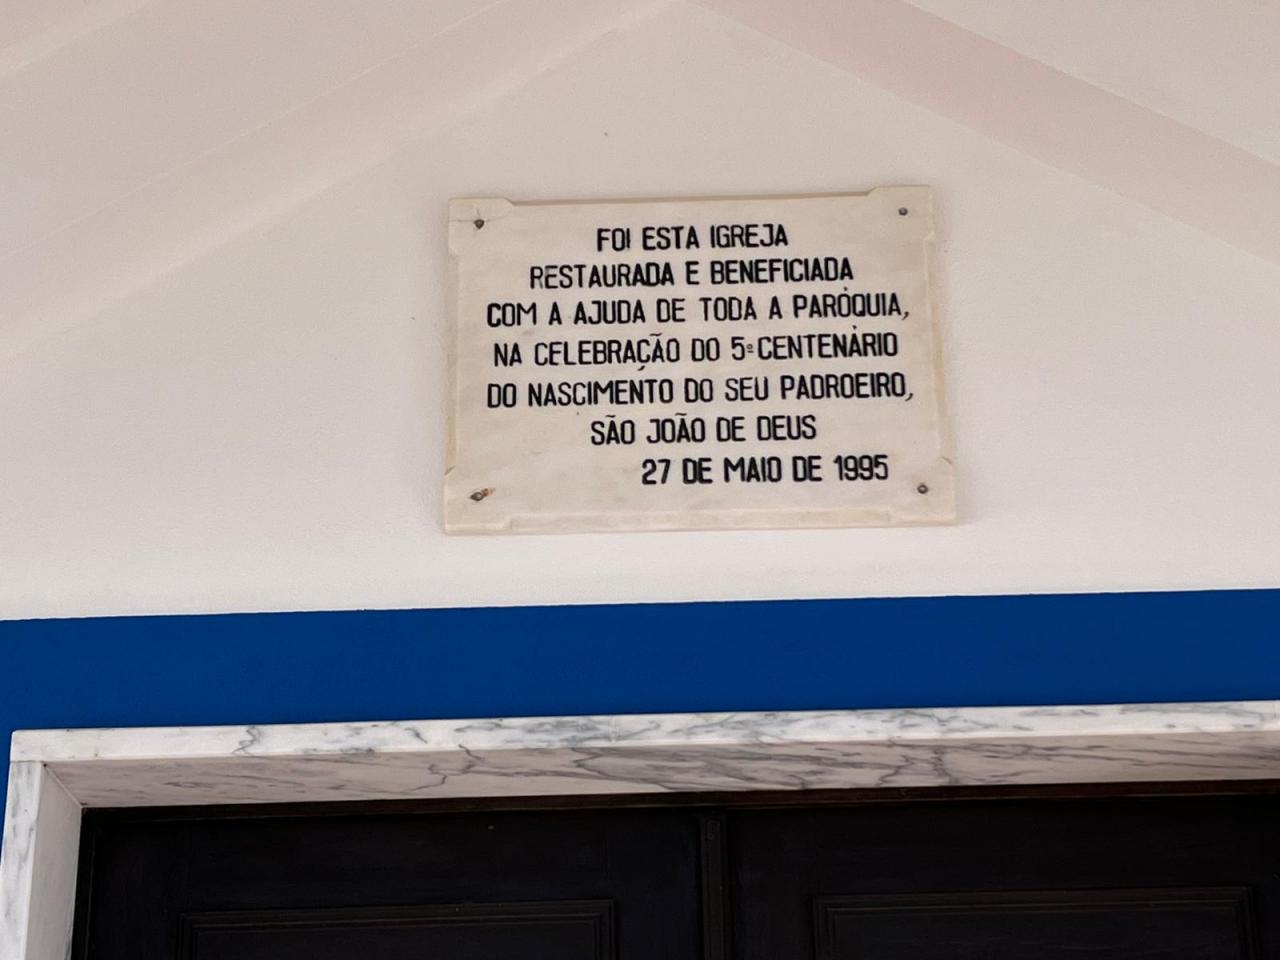 FOI ESTA IGREJA
RESTAURADA E BENEFICIADA
COM A AJUDA DE TODA A PARÓQUIA,
NA CELEBRAÇÃO DO 5º CENTENÁRIO
DO NASCIMENTO DO SEU PADROEIRO,
SÃO JOÃO DE DEUS
27 DE MAIO DE 1995